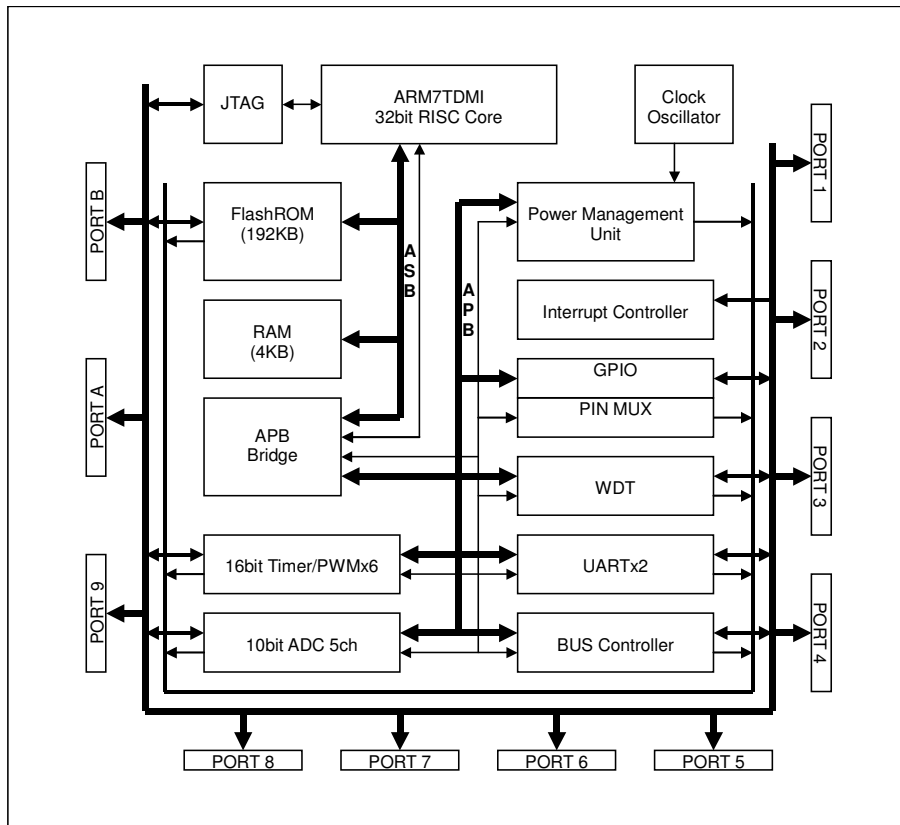 JTAG
ARM7TDMI
32bit RISC Core
Clock
Oscillator
PORT 1
PORT B
FlashROM
(192KB)
ASB
APB
Power Management
Unit
Interrupt Controller
PORT 2
RAM
(4KB)
GPIO
PIN MUX
PORT A
APB
Bridge
WDT
PORT 3
16bit Timer/PWMx6
UARTx2
PORT 9
10bit ADC 5ch
BUS Controller
PORT 4
PORT 8
PORT 7
PORT 6
PORT 5